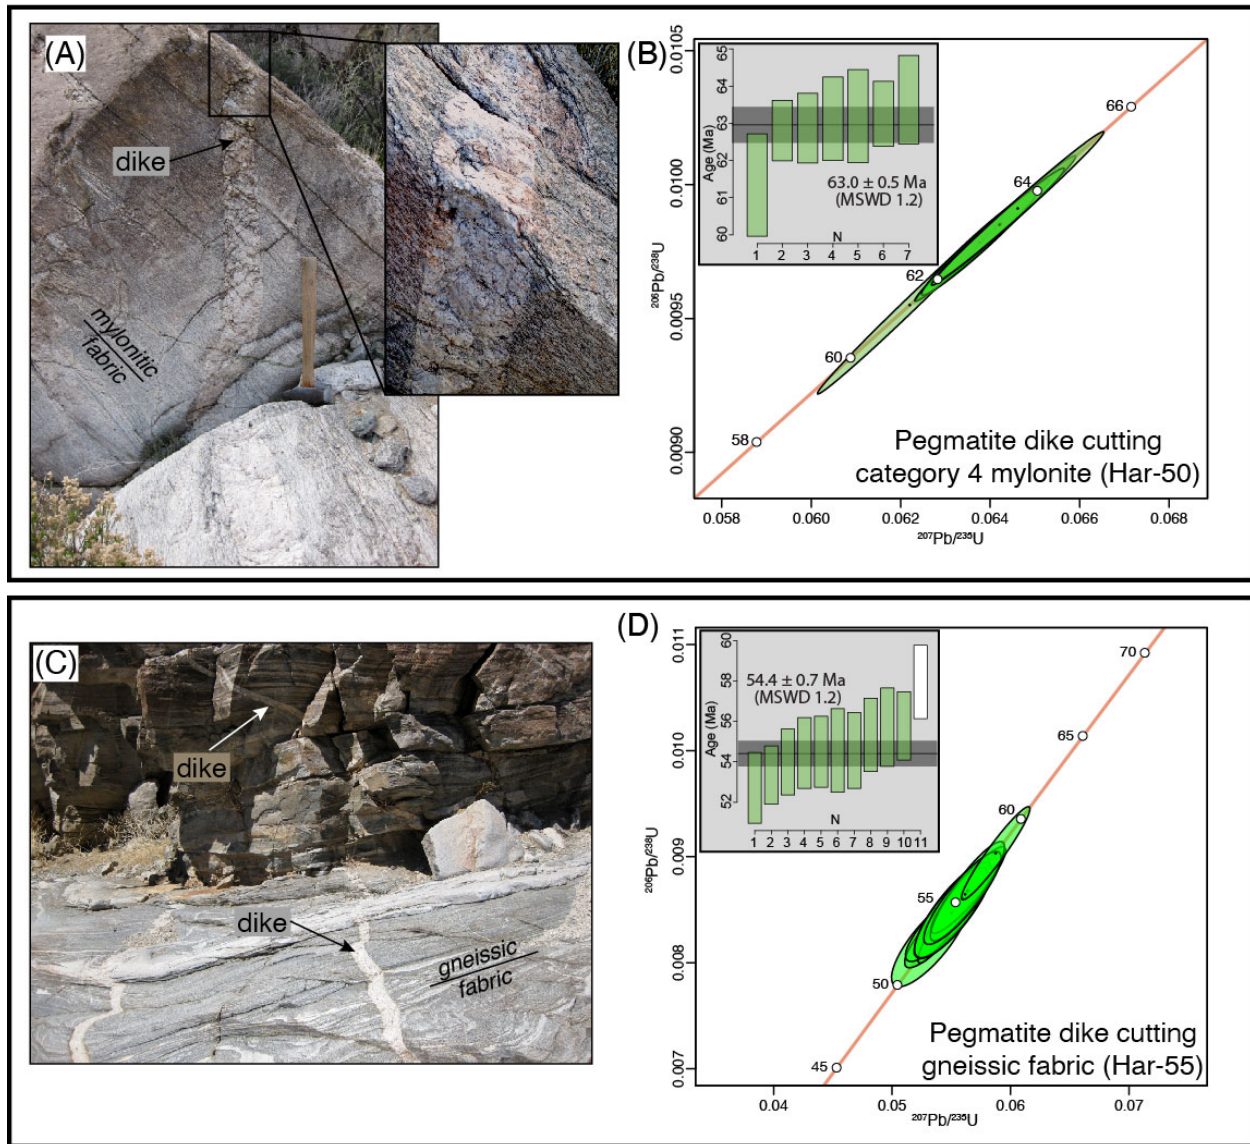 (A)
dike
mylonitic
fabric
(B)
0.0105
0.0100
0.0095
0.0090
²⁰⁶Pb/²³⁸U
65
64
63
62
61
60
Age (Ma)
63.0 ± 0.5 Ma
(MSWD 1.2)
N
1 2 3 4 5 6 7
66
64
62
60
58
Pegmatite dike cutting
category 4 mylonite (Har-50)
0.058 0.060 0.062 0.064 0.066 0.068
²⁰⁷Pb/²³⁵U
(C)
dike
dike
gneissic
fabric
(D)
0.011
0.010
0.009
0.008
0.007
²⁰⁶Pb/²³⁸U
60
58
56
54
52
Age (Ma)
54.4 ± 0.7 Ma
(MSWD 1.2)
N
1 2 3 4 5 6 7 8 9 10 11
70
65
60
55
50
45
Pegmatite dike cutting
gneissic fabric (Har-55)
0.04 0.05 0.06 0.07
²⁰⁷Pb/²³⁵U